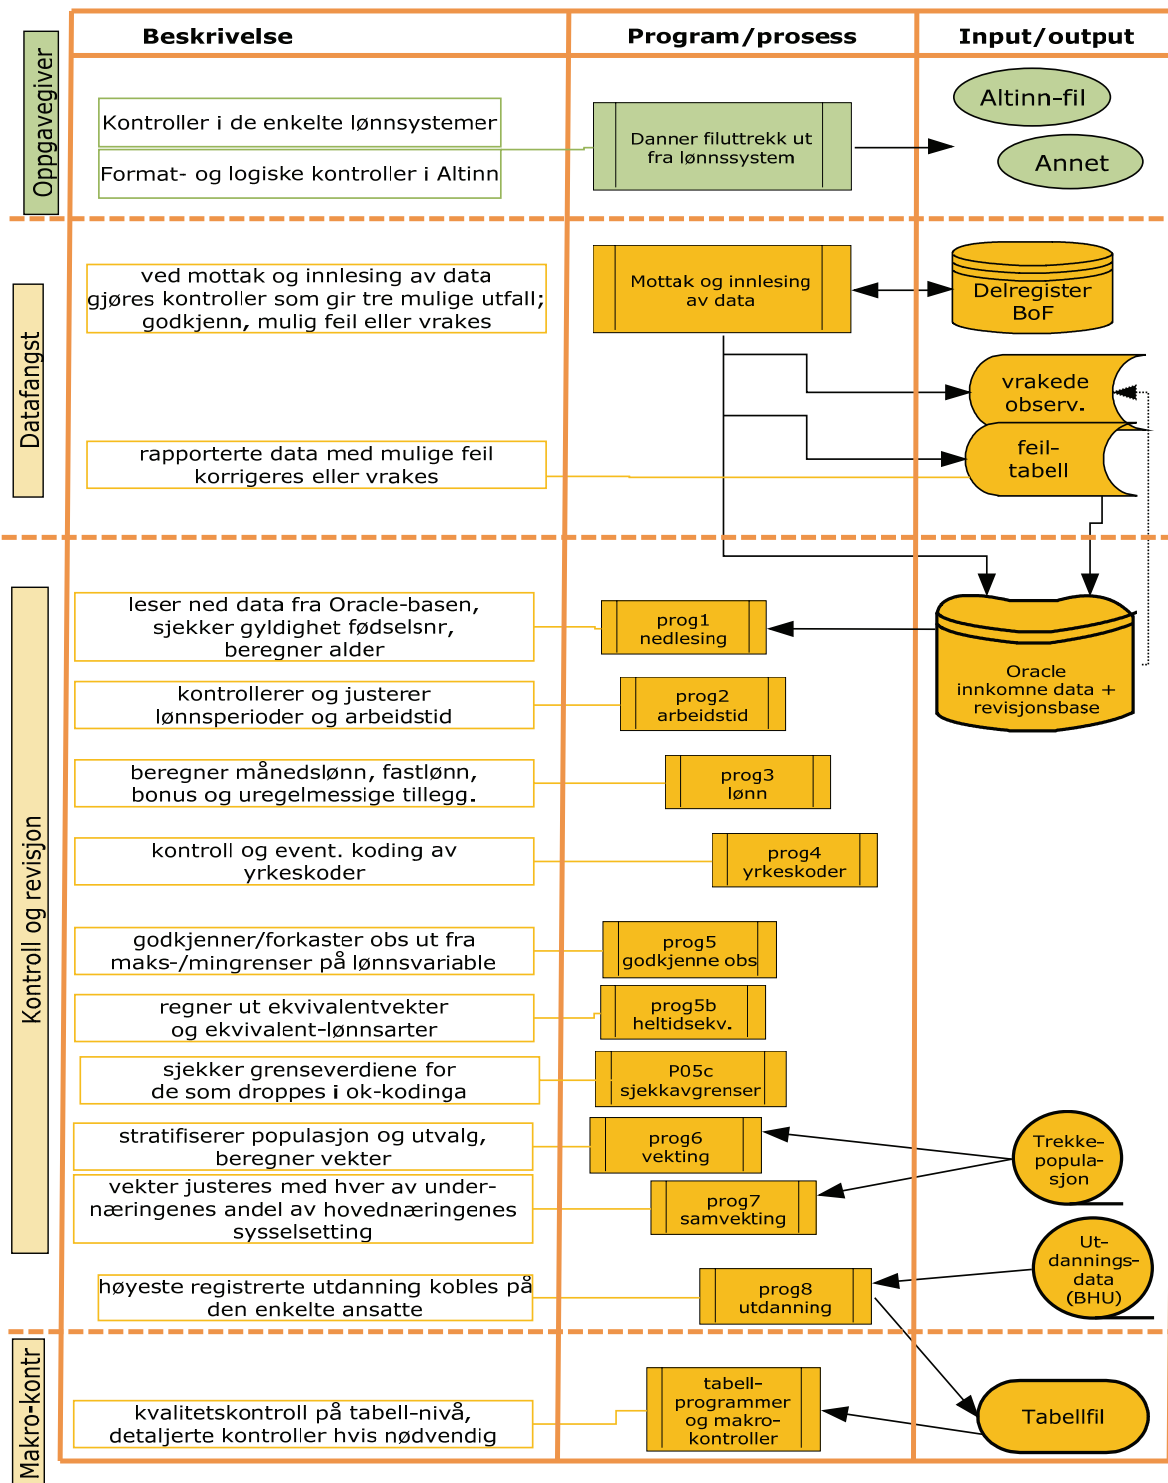 Beskrivelse
Program/prosess
Input/output
Oppgavegiver
Kontroller i de enkelte lønnsystemer
Format- og logiske kontroller i Altinn
Danner filuttrekk ut
fra lønnssystem
Altinn-fil
Annet
Datafangst
ved mottak og innlesing av data
gjøres kontroller som gir tre mulige utfall;
godkjenn, mulig feil eller vrakes
Mottak og innlesing
av data
Delregister
BoF
vrakede
observ.
rapporterte data med mulige feil
korrigeres eller vrakes
feil-
tabell
Kontroll og revisjon
leser ned data fra Oracle-basen,
sjekker gyldighet fødselsnr,
beregner alder
prog1
nedlesing
Oracle
innkomne data +
revisjonsbase
kontrollerer og justerer
lønnsperioder og arbeidstid
prog2
arbeidstid
beregner månedslønn, fastlønn,
bonus og uregelmessige tillegg.
prog3
lønn
kontroll og event. koding av
yrkeskoder
prog4
yrkeskoder
godkjenner/forkaster obs ut fra
maks-/mingrenser på lønnsvariable
prog5
godkjenne obs
regner ut ekvivalentvekter
og ekvivalent-lønnsarter
prog5b
heltidsekv.
sjekker grenseverdiene for
de som droppes i ok-kodinga
P05c
sjekkavgrenser
stratifiserer populasjon og utvalg,
beregner vekter
prog6
vekting
Trekke-
popula-
sjon
vekter justeres med hver av under-
næringenes andel av hovednæringenes
sysselsetting
prog7
samvekting
høyeste registrerte utdanning kobles på
den enkelte ansatte
prog8
utdanning
Ut-
dannings-
data
(BHU)
Makro-kontr
kvalitetskontroll på tabell-nivå,
detaljerte kontroller hvis nødvendig
tabell-
programmer
og makro-
kontroller
Tabellfil